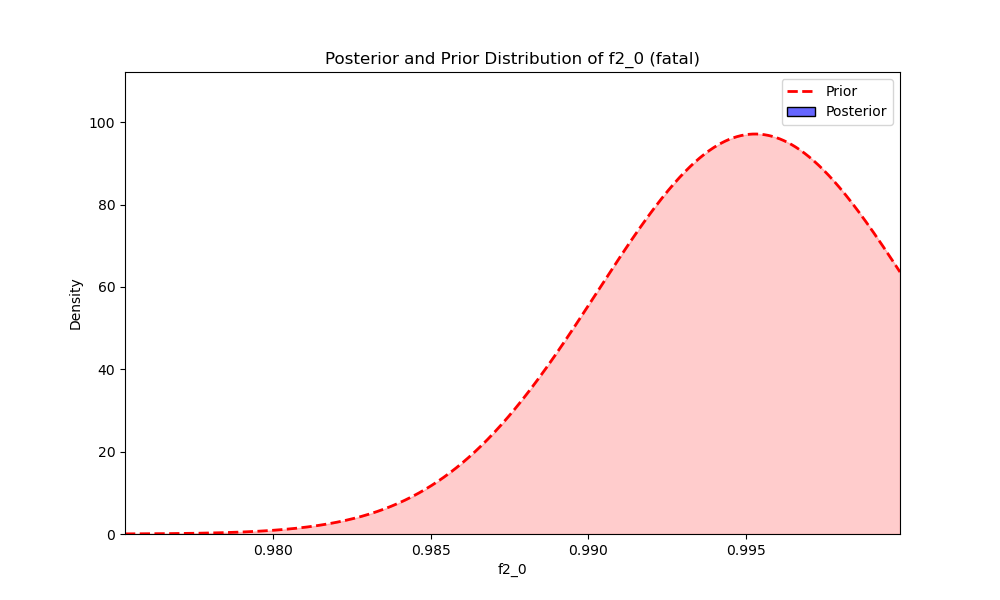 Posterior and Prior Distribution of f2_0 (fatal)
Prior
Posterior
Density
100
80
60
40
20
0
0.980 0.985 0.990 0.995
f2_0